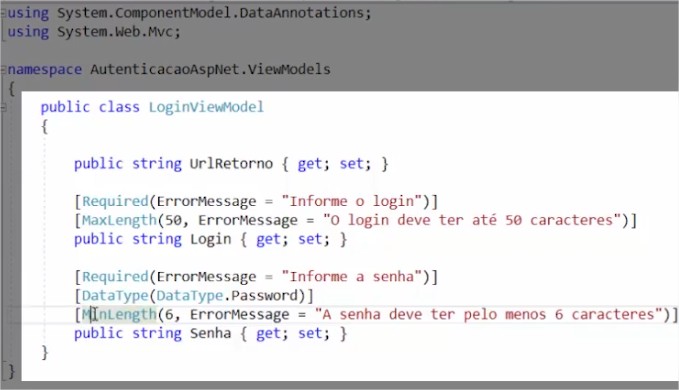 using System.ComponentModel.DataAnnotations;
using System.Web.Mvc;
namespace AutenticacaoAspNet.ViewModels
{
public class LoginViewModel
{
public string UrlRetorno { get; set; }
[Required(ErrorMessage = "Informe o login")]
[MaxLength(50, ErrorMessage = "O login deve ter até 50 caracteres")]
public string Login { get; set; }
[Required(ErrorMessage = "Informe a senha")]
[DataType(DataType.Password)]
[MinLength(6, ErrorMessage = "A senha deve ter pelo menos 6 caracteres")]
public string Senha { get; set; }
}
}